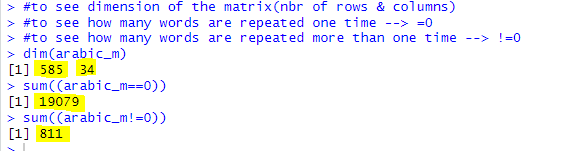 > #to see dimension of the matrix(nbr of rows & columns)
> #to see how many words are repeated one time --> =0
> #to see how many words are repeated more than one time --> !=0
> dim(arabic_m)
[1] 585 34
> sum((arabic_m==0))
[1] 19079
> sum((arabic_m!=0))
[1] 811
>